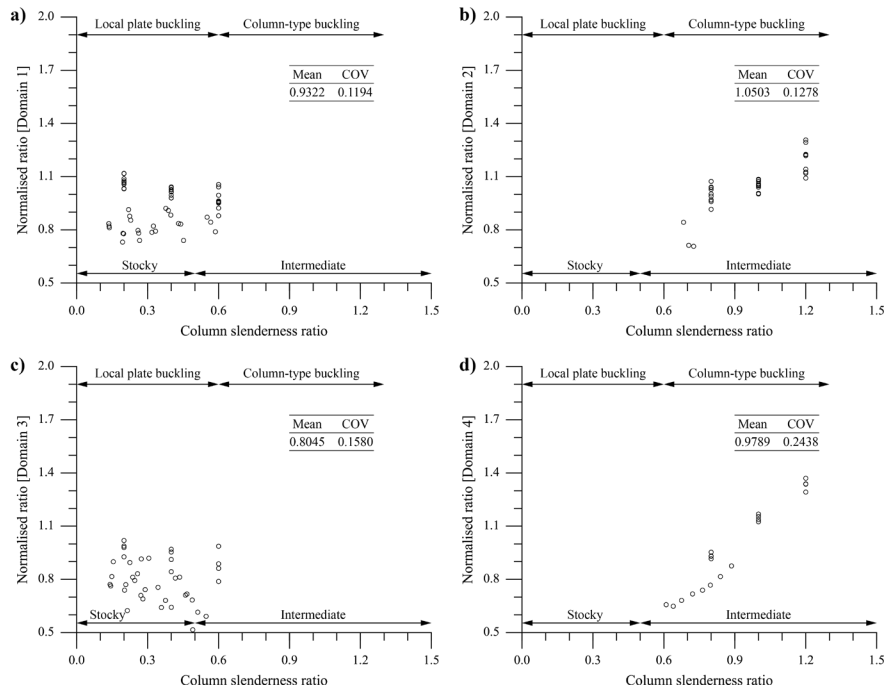 a)
2.0
Local plate buckling Column-type buckling
1.7
Mean COV
0.9322 0.1194
1.4
1.1
0.8
Stocky Intermediate
0.5
0.0 0.3 0.6 0.9 1.2 1.5
Column slenderness ratio
Normalised ratio [Domain 1]
b)
2.0
Local plate buckling Column-type buckling
1.7
Mean COV
1.0503 0.1278
1.4
1.1
0.8
Stocky Intermediate
0.5
0.0 0.3 0.6 0.9 1.2 1.5
Column slenderness ratio
Normalised ratio [Domain 2]
c)
2.0
Local plate buckling Column-type buckling
1.7
Mean COV
0.8045 0.1580
1.4
1.1
0.8
Stocky Intermediate
0.5
0.0 0.3 0.6 0.9 1.2 1.5
Column slenderness ratio
Normalised ratio [Domain 3]
d)
2.0
Local plate buckling Column-type buckling
1.7
Mean COV
0.9789 0.2438
1.4
1.1
0.8
Stocky Intermediate
0.5
0.0 0.3 0.6 0.9 1.2 1.5
Column slenderness ratio
Normalised ratio [Domain 4]